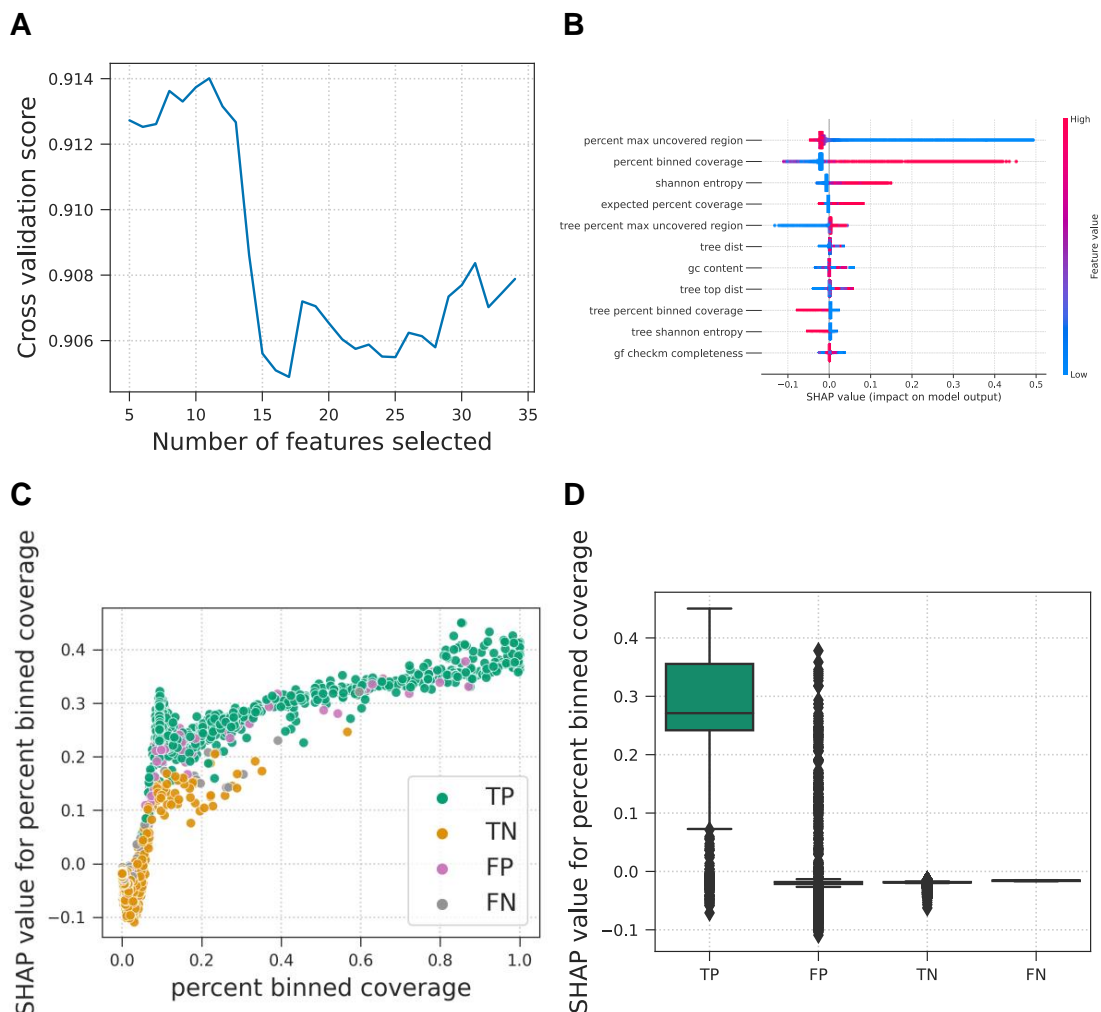 A
Cross validation score
0.914
0.912
0.910
0.908
0.906
5 10 15 20 25 30 35
Number of features selected
B
percent max uncovered region
percent binned coverage
shannon entropy
expected percent coverage
tree percent max uncovered region
tree dist
gc content
tree top dist
tree percent binned coverage
tree shannon entropy
gf checkm completeness
−0.1 0.0 0.1 0.2 0.3 0.4 0.5
SHAP value (impact on model output)
High
Feature value
Low
C
SHAP value for percent binned coverage
0.4
0.3
0.2
0.1
0.0
−0.1
TP
TN
FP
FN
0.0 0.2 0.4 0.6 0.8 1.0
percent binned coverage
D
SHAP value for percent binned coverage
0.4
0.3
0.2
0.1
0.0
−0.1
TP FP TN FN